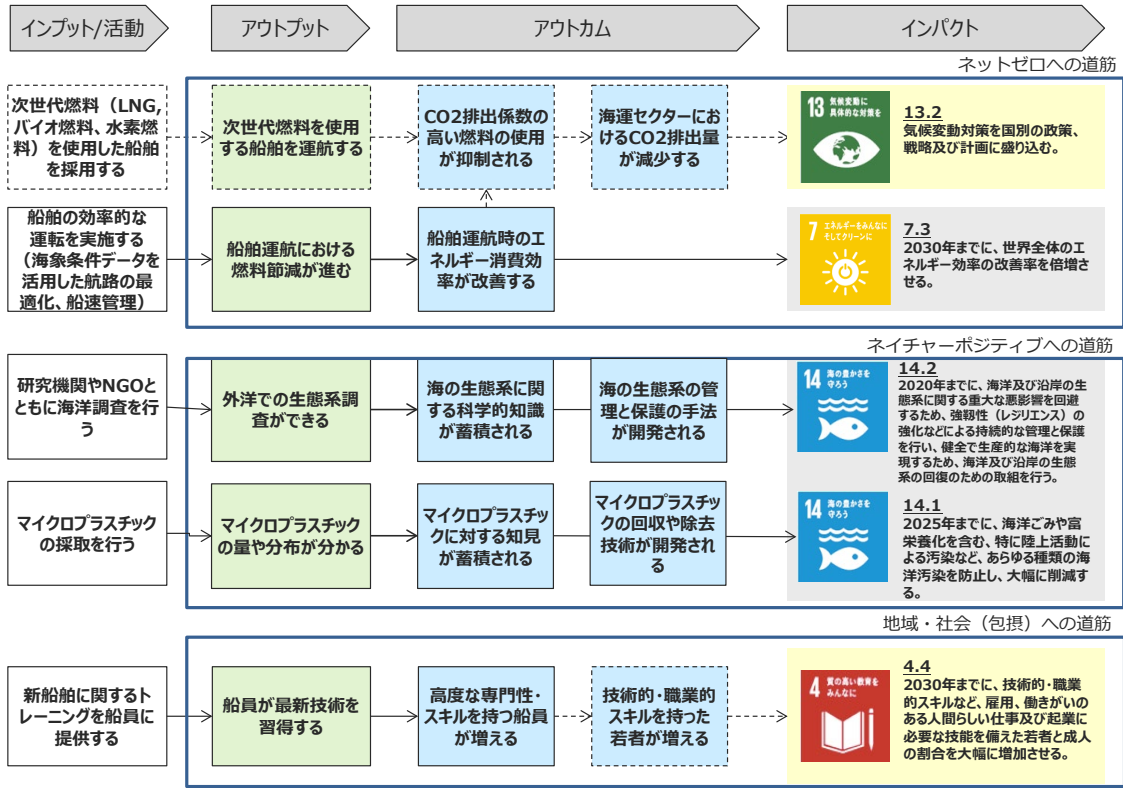 インプット/活動
アウトプット
アウトカム
インパクト
ネットゼロへの道筋
次世代燃料（LNG,
バイオ燃料、水素燃
料）を使用した船舶
を採用する
次世代燃料を使用
する船舶を運航する
CO2排出係数の
高い燃料の使用
が抑制される
海運セクターにお
けるCO2排出量
が減少する
13 気候変動に
具体的な対策を
13.2
気候変動対策を国別の政策、
戦略及び計画に盛り込む。
船舶の効率的な
運転を実施する
（海象条件データを
活用した航路の最
適化、船速管理）
船舶運航における
燃料節減が進む
船舶運航時のエ
ネルギー消費効
率が改善する
7 エネルギーをみんなに
そしてクリーンに
7.3
2030年までに、世界全体のエ
ネルギー効率の改善率を倍増さ
せる。
ネイチャーポジティブへの道筋
研究機関やNGOと
ともに海洋調査を行
う
外洋での生態系調
査ができる
海の生態系に関
する科学的知識
が蓄積される
海の生態系の管
理と保護の手法
が開発される
14 海の豊かさを
守ろう
14.2
2020年までに、海洋及び沿岸の生
態系に関する重大な悪影響を回避
するため、強靱性（レジリエンス）の
強化などによる持続的な管理と保護
を行い、健全で生産的な海洋を実
現するため、海洋及び沿岸の生態
系の回復のための取組を行う。
マイクロプラスチック
の採取を行う
マイクロプラスチック
の量や分布が分かる
マイクロプラスチッ
クに対する知見
が蓄積される
マイクロプラスチッ
クの回収や除去
技術が開発され
る
14 海の豊かさを
守ろう
14.1
2025年までに、海洋ごみや富
栄養化を含む、特に陸上活動に
よる汚染など、あらゆる種類の海
洋汚染を防止し、大幅に削減す
る。
地域・社会（包摂）への道筋
新船舶に関するト
レーニングを船員に
提供する
船員が最新技術を
習得する
高度な専門性・
スキルを持つ船員
が増える
技術的・職業的
スキルを持った
若者が増える
4 質の高い教育を
みんなに
4.4
2030年までに、技術的・職業
的スキルなど、雇用、働きがいの
ある人間らしい仕事及び起業に
必要な技能を備えた若者と成人
の割合を大幅に増加させる。